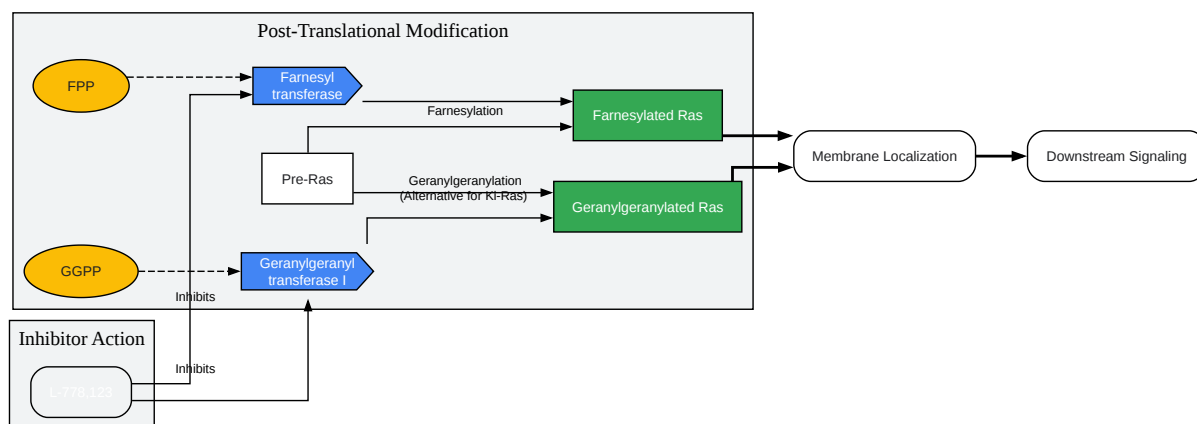 Post-Translational Modification
FPP
Farnesyl
transferase
Farnesylation
Farnesylated Ras
Pre-Ras
Geranylgeranylation
(Alternative for Ki-Ras)
Geranylgeranylated Ras
Membrane Localization
Downstream Signaling
GGPP
Geranylgeranyl
transferase I
Inhibits
Inhibitor Action
Inhibits
L-778,123